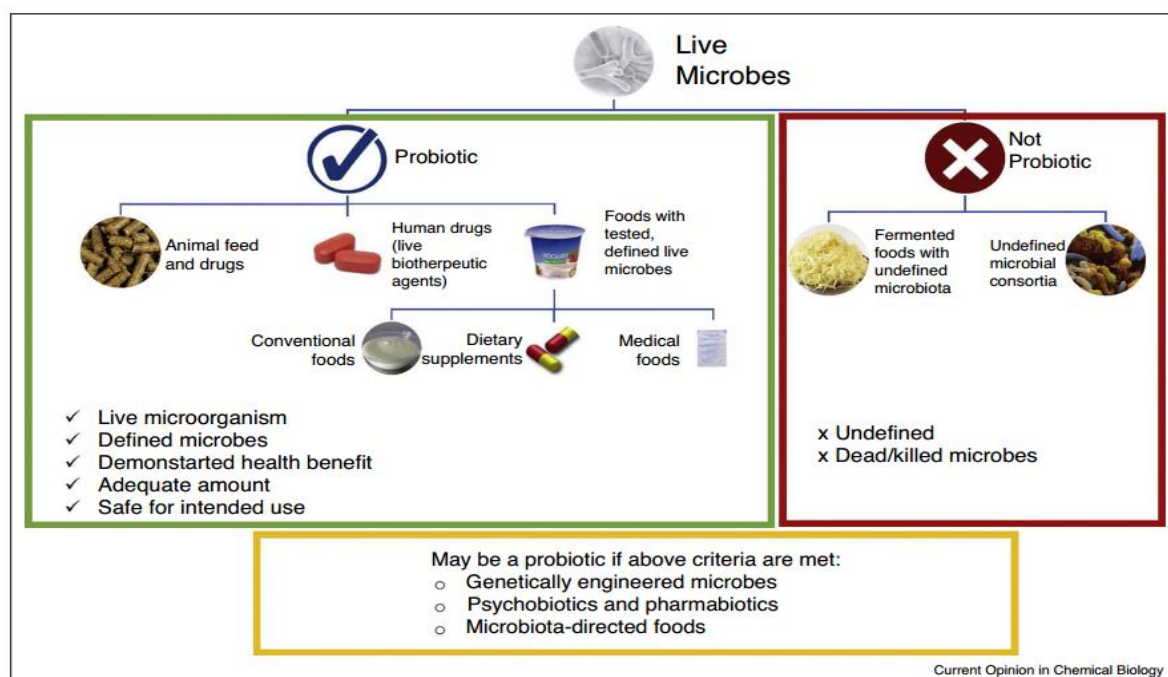 Live
Microbes
Probiotic
Not
Probiotic
Animal feed
and drugs
Human drugs
(live
biotherpeutic
agents)
YOGURT
Foods with
tested,
defined live
microbes
Fermented
foods with
undefined
microbiota
Undefined
microbial
consortia
Conventional
foods
Dietary
supplements
Medical
foods
✓ Live microorganism
✓ Defined microbes
✓ Demonstarted health benefit
✓ Adequate amount
✓ Safe for intended use
x Undefined
x Dead/killed microbes
May be a probiotic if above criteria are met:
o Genetically engineered microbes
o Psychobiotics and pharmabiotics
o Microbiota-directed foods
Current Opinion in Chemical Biology